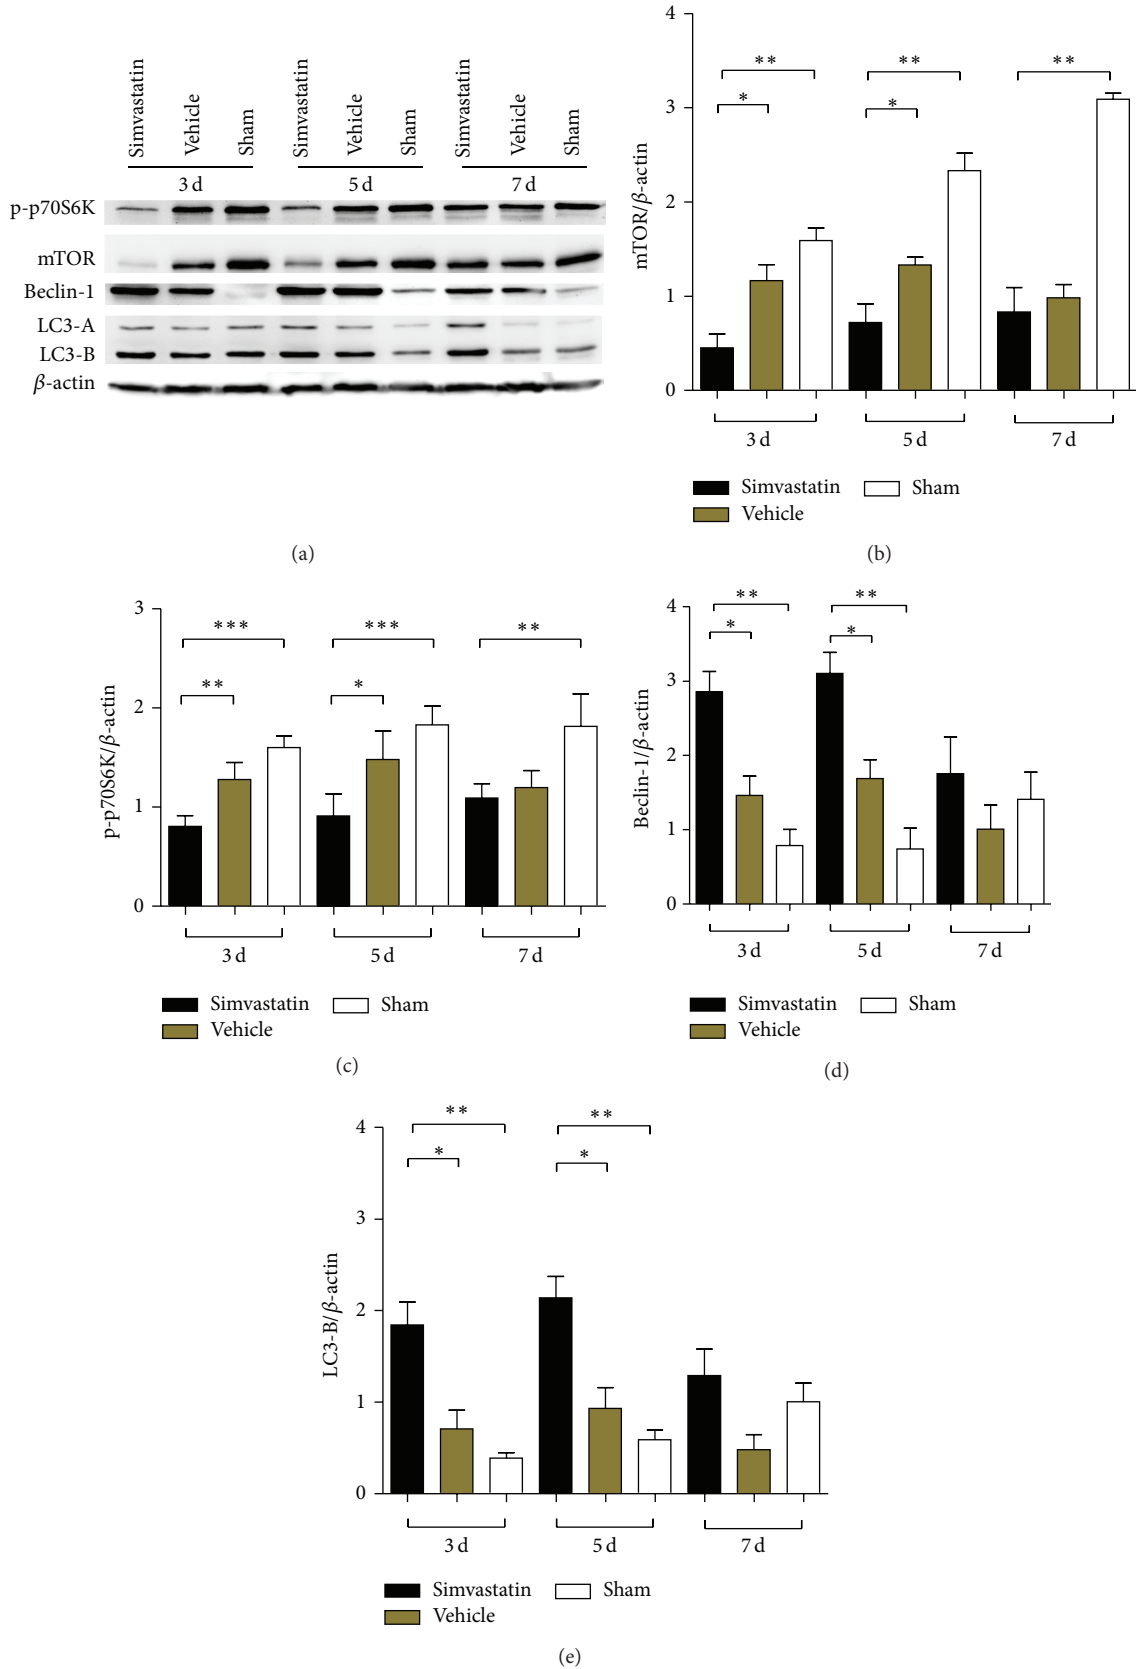 Simvastatin
Vehicle
Sham
Simvastatin
Vehicle
Sham
Simvastatin
Vehicle
Sham
3 d
5 d
7 d
p-p70S6K
mTOR
Beclin-1
LC3-A
LC3-B
β-actin
(a)
4
3
2
1
0
mTOR/β-actin
**
*
**
*
**
3 d
5 d
7 d
Simvastatin
Sham
Vehicle
(b)
3
2
1
0
p-p70S6K/β-actin
***
**
***
*
**
3 d
5 d
7 d
Simvastatin
Sham
Vehicle
(c)
4
3
2
1
0
Beclin-1/β-actin
**
*
**
*
3 d
5 d
7 d
Simvastatin
Sham
Vehicle
(d)
4
3
2
1
0
LC3-B/β-actin
**
*
**
*
3 d
5 d
7 d
Simvastatin
Sham
Vehicle
(e)